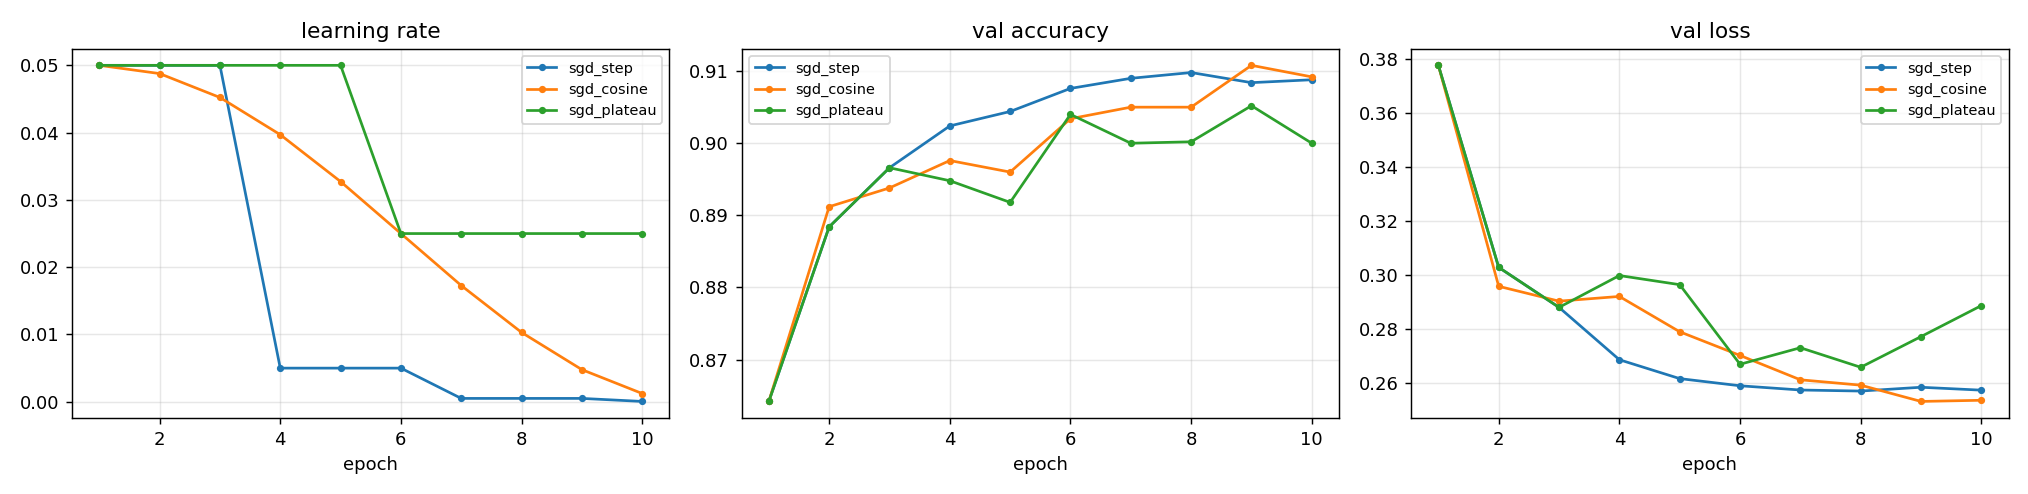 learning rate
0.05
0.04
0.03
0.02
0.01
0.00
sgd_step
sgd_cosine
sgd_plateau
2 4 6 8 10
epoch
val accuracy
0.91
0.90
0.89
0.88
0.87
sgd_step
sgd_cosine
sgd_plateau
2 4 6 8 10
epoch
val loss
0.38
0.36
0.34
0.32
0.30
0.28
0.26
sgd_step
sgd_cosine
sgd_plateau
2 4 6 8 10
epoch